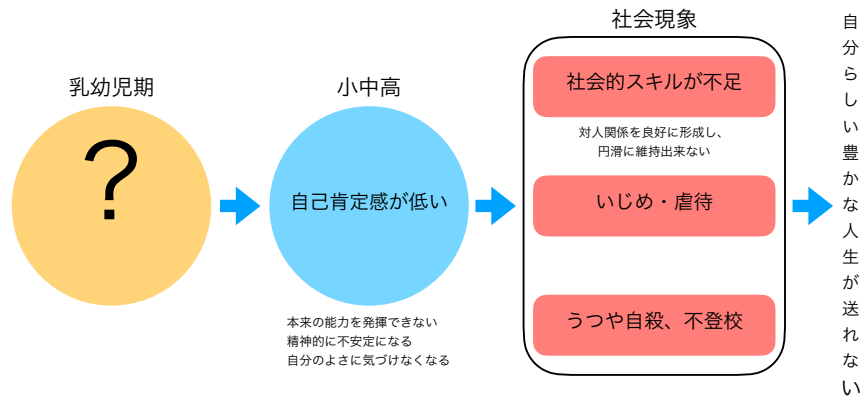 乳幼児期
?
小中高
自己肯定感が低い
本来の能力を発揮できない
精神的に不安定になる
自分のよさに気づけなくなる
社会現象
社会的スキルが不足
対人関係を良好に形成し、
円滑に維持出来ない
いじめ・虐待
うつや自殺、不登校
自分らしい豊かな人生が送れない